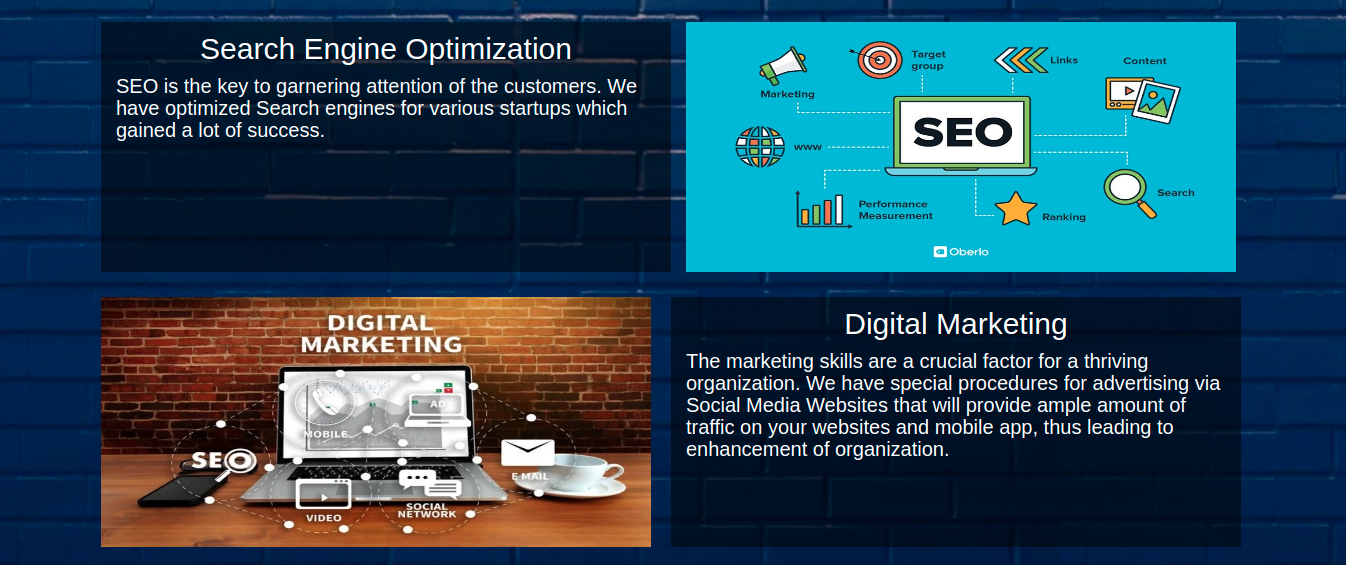 Search Engine Optimization
SEO is the key to garnering attention of the customers. We
have optimized Search engines for various startups which
gained a lot of success.
Marketing
Target
group
Links
Content
SEO
www
Performance
Measurement
Ranking
Search
Oberlo
DIGITAL
MARKETING
MOBILE
AD
SEO
E MAIL
VIDEO
SOCIAL
NETWORK
Digital Marketing
The marketing skills are a crucial factor for a thriving
organization. We have special procedures for advertising via
Social Media Websites that will provide ample amount of
traffic on your websites and mobile app, thus leading to
enhancement of organization.